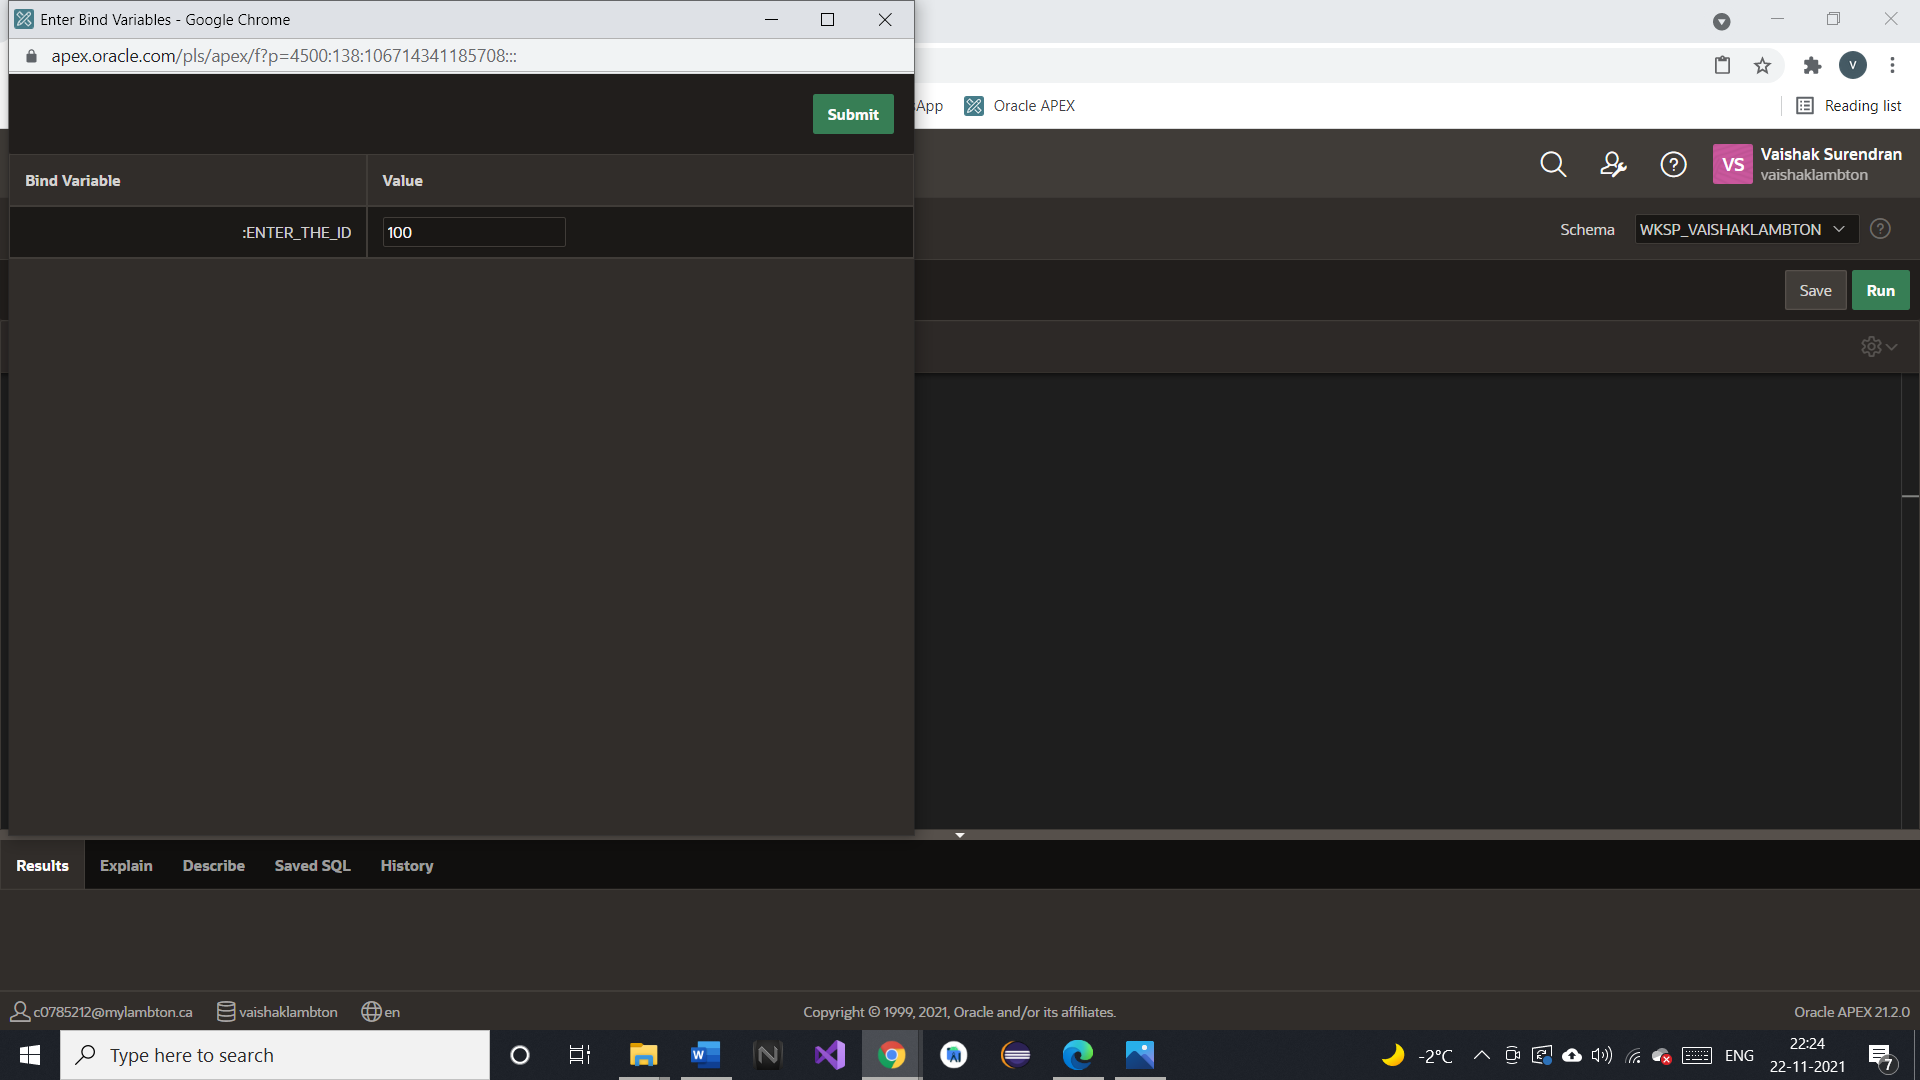 Enter Bind Variables - Google Chrome
apex.oracle.com/pls/apex/f?p=4500:138:106714341185708:::
Submit
Bind Variable
Value
:ENTER_THE_ID
100
V
App
Oracle APEX
Reading list
VS
Vaishak Surendran
vaishaklambton
Schema
WKSP_VAISHAKLAMBTON
Save
Run
Results
Explain
Describe
Saved SQL
History
c0785212@mylambton.ca
vaishaklambton
en
Copyright © 1999, 2021, Oracle and/or its affiliates.
Oracle APEX 21.2.0
Type here to search
-2°C
ENG
22:24
22-11-2021
7